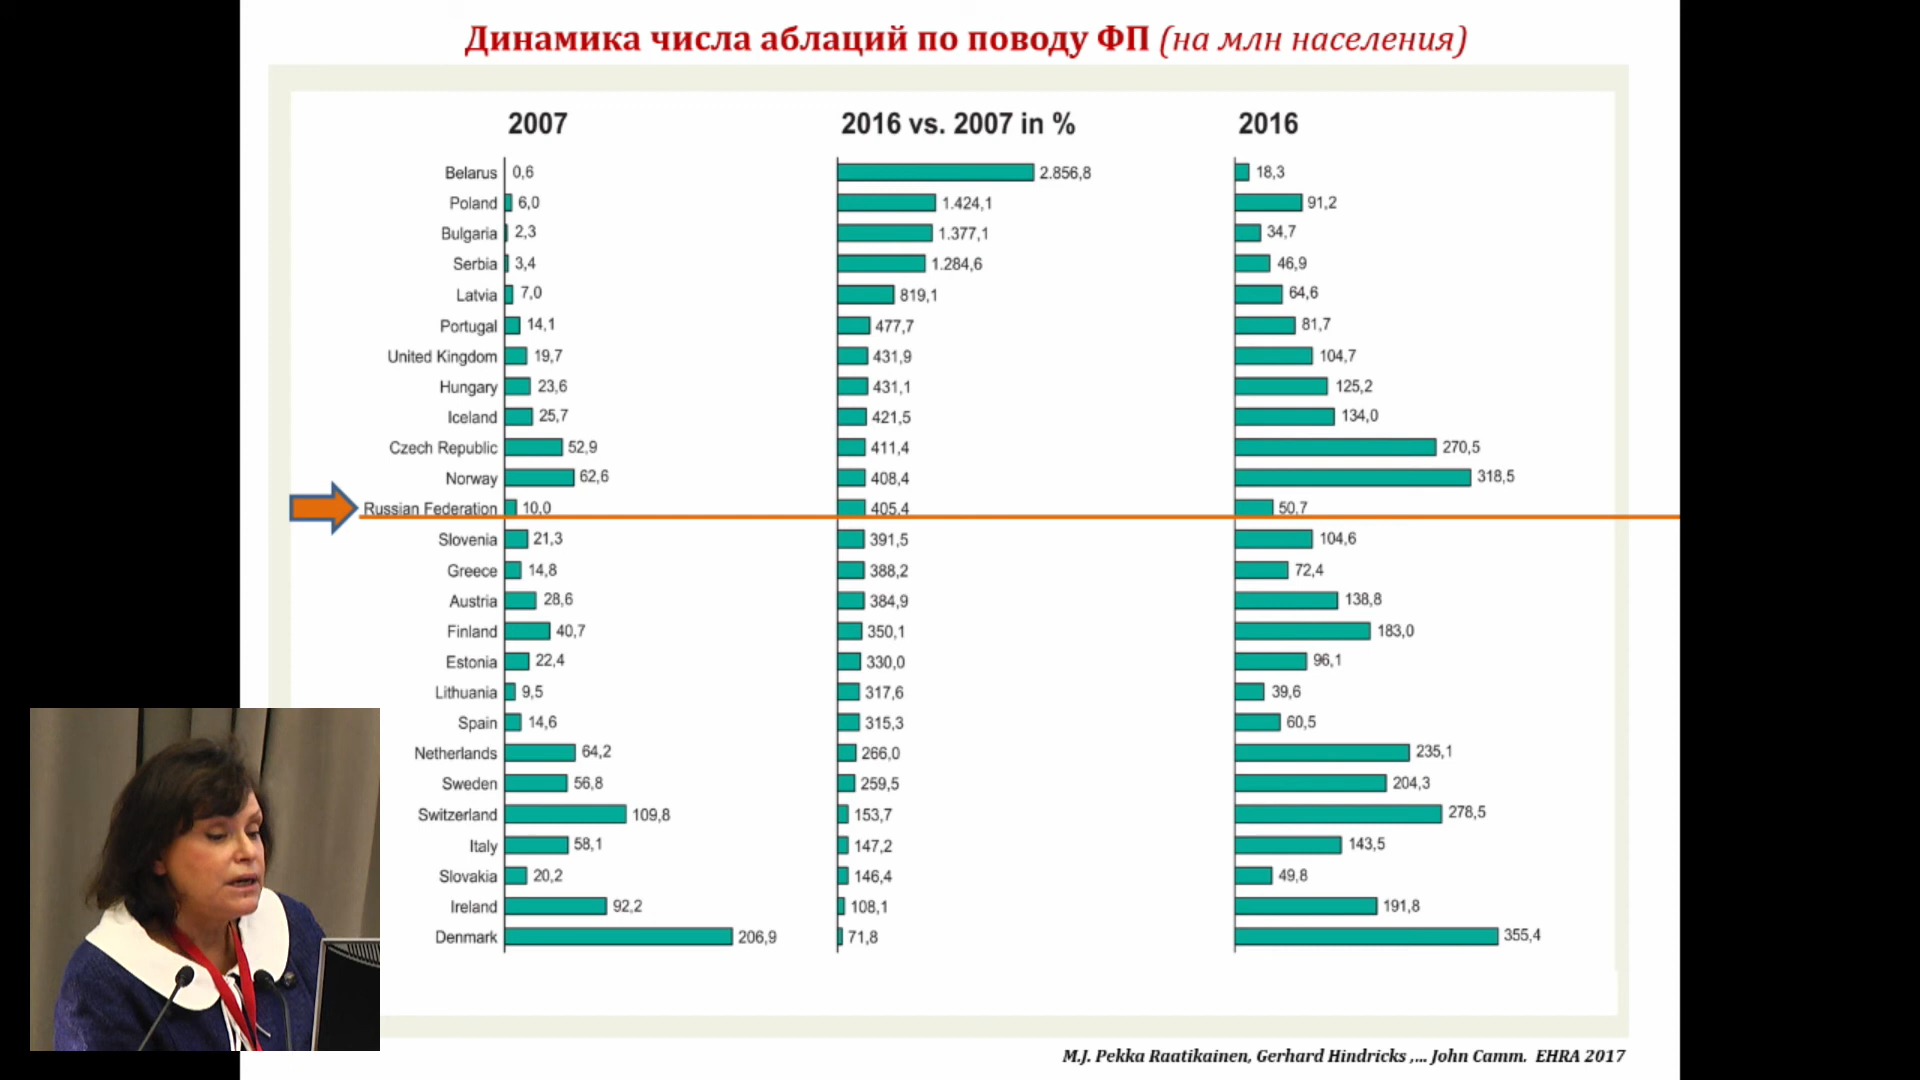 Динамика числа аблаций по поводу ФП (на млн населения)
2007 2016 vs. 2007 in % 2016
Belarus 0,6 2.856,8 18,3
Poland 6,0 1.424,1 91,2
Bulgaria 2,3 1.377,1 34,7
Serbia 3,4 1.284,6 46,9
Latvia 7,0 819,1 64,6
Portugal 14,1 477,7 81,7
United Kingdom 19,7 431,9 104,7
Hungary 23,6 431,1 125,2
Iceland 25,7 421,5 134,0
Czech Republic 52,9 411,4 270,5
Norway 62,6 408,4 318,5
Russian Federation 10,0 405,4 50,7
Slovenia 21,3 391,5 104,6
Greece 14,8 388,2 72,4
Austria 28,6 384,9 138,8
Finland 40,7 350,1 183,0
Estonia 22,4 330,0 96,1
Lithuania 9,5 317,6 39,6
Spain 14,6 315,3 60,5
Netherlands 64,2 266,0 235,1
Sweden 56,8 259,5 204,3
Switzerland 109,8 153,7 278,5
Italy 58,1 147,2 143,5
Slovakia 20,2 146,4 49,8
Ireland 92,2 108,1 191,8
Denmark 206,9 71,8 355,4
M.J. Pekka Raatikainen, Gerhard Hindricks ,... John Camm. EHRA 2017